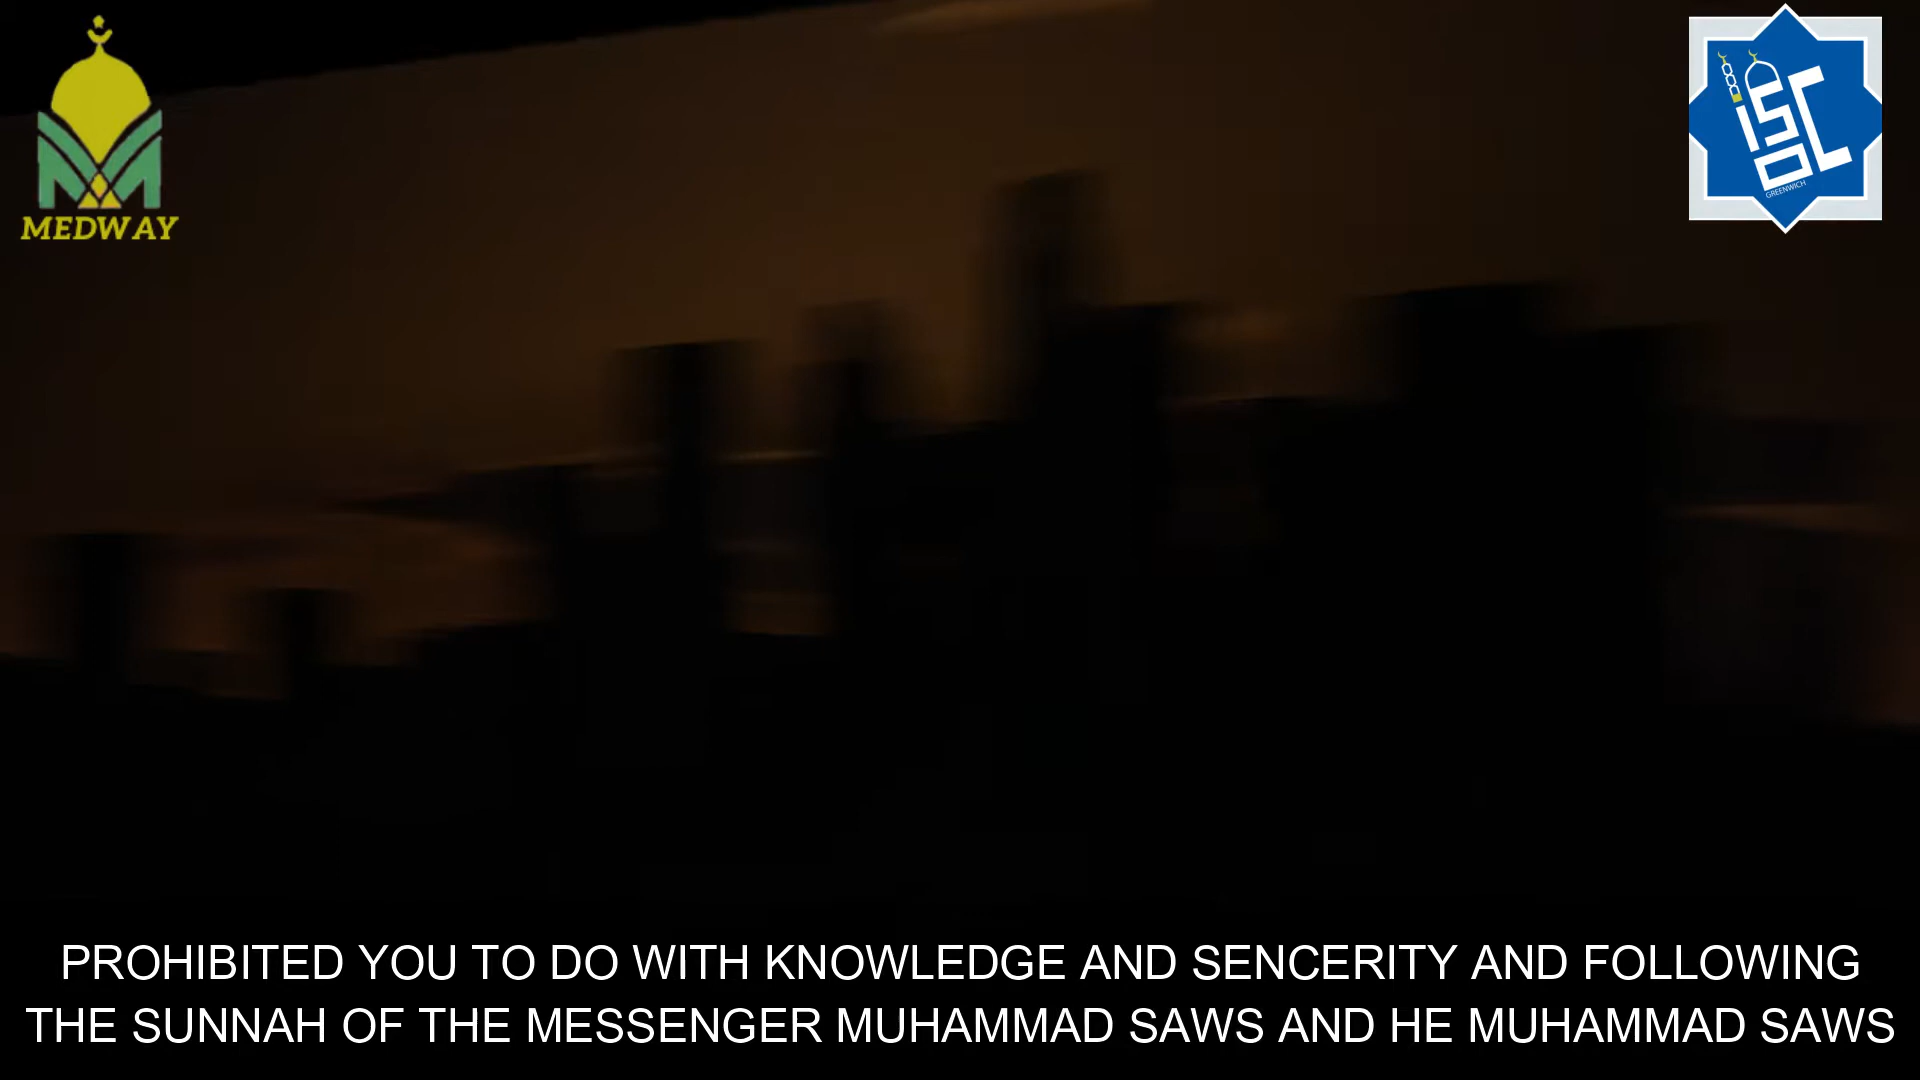 MEDWAY
ISOC
GREENWICH
PROHIBITED YOU TO DO WITH KNOWLEDGE AND SENCERITY AND FOLLOWING
THE SUNNAH OF THE MESSENGER MUHAMMAD SAWS AND HE MUHAMMAD SAWS